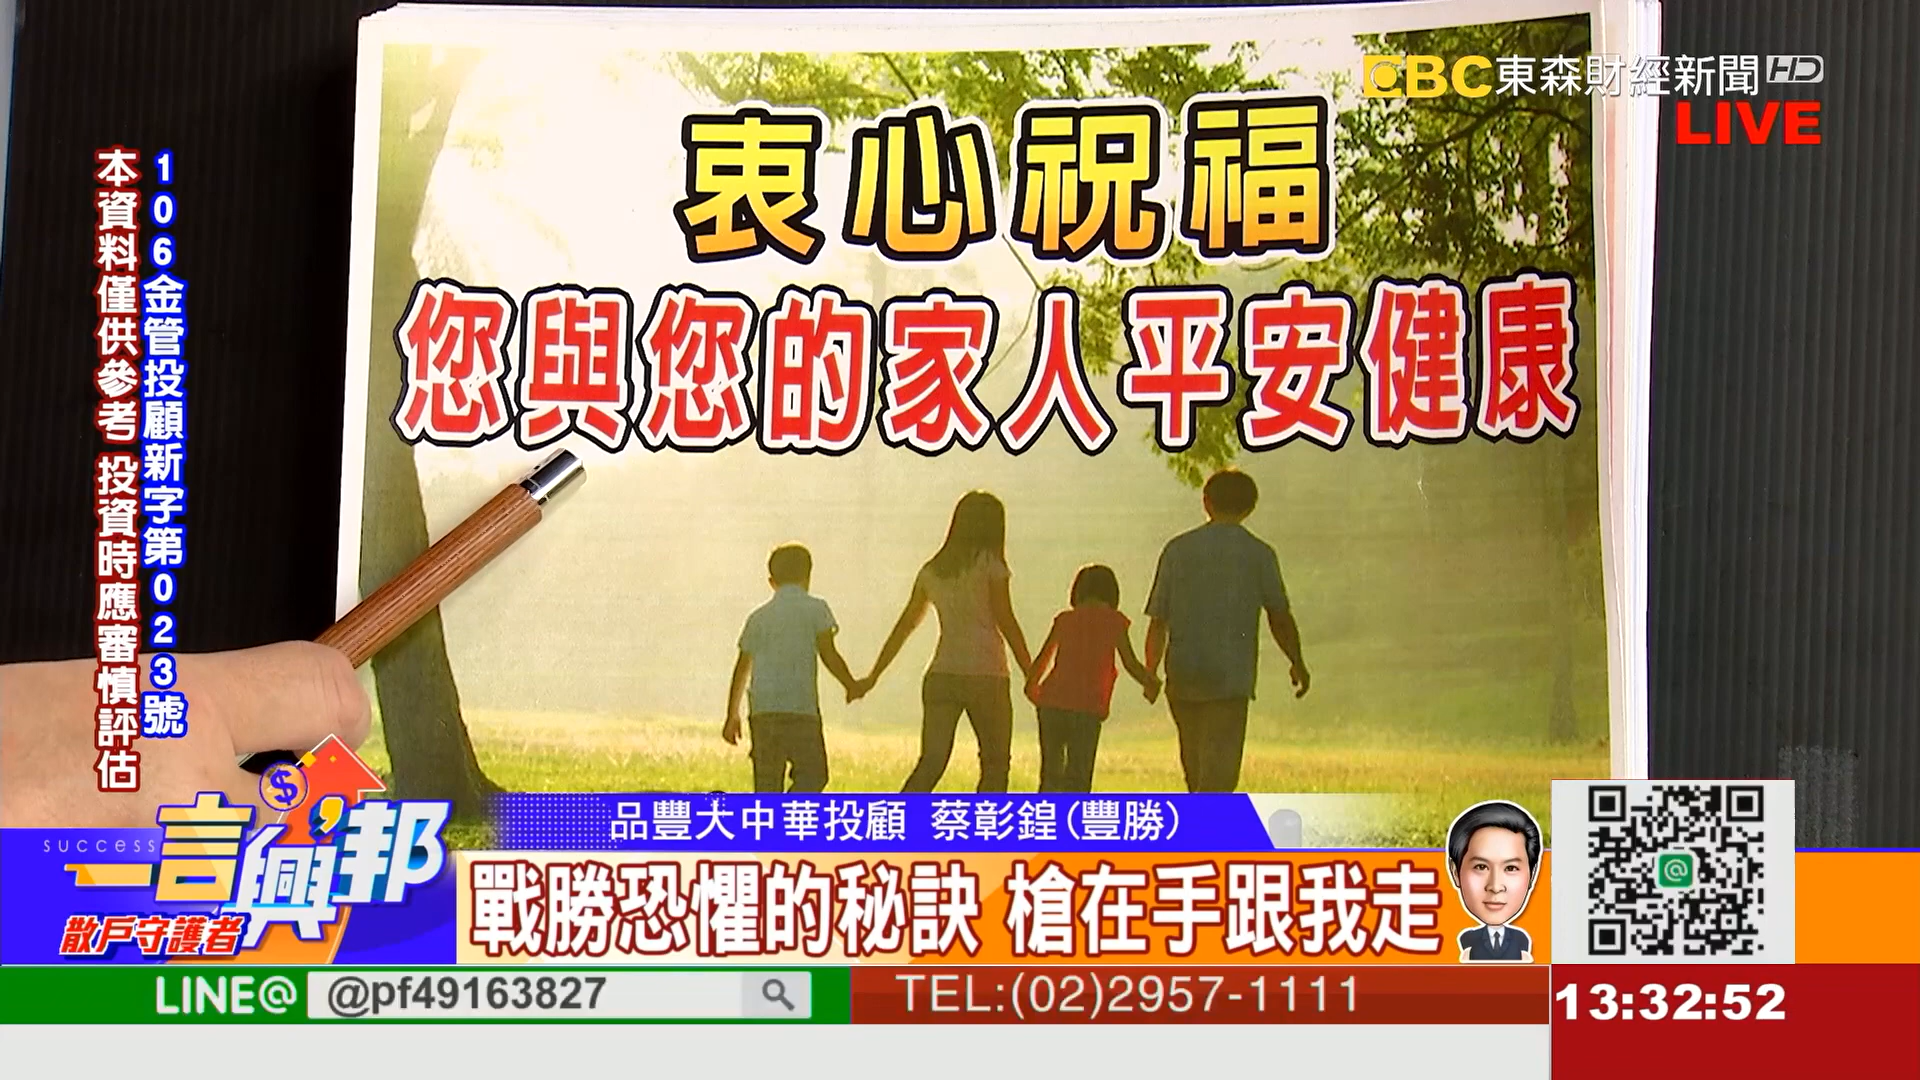 EBC東森財經新聞HD
LIVE
衷心祝福
您與您的家人平安健康
106金管投顧新字第023號
本資料僅供參考 投資時應審慎評估
$
success
一言興邦
散戶守護者
品豐大中華投顧 蔡彰鍠(豐勝)
戰勝恐懼的秘訣 槍在手跟我走
LINE@ @pf49163827
TEL:(02)2957-1111
13:32:52